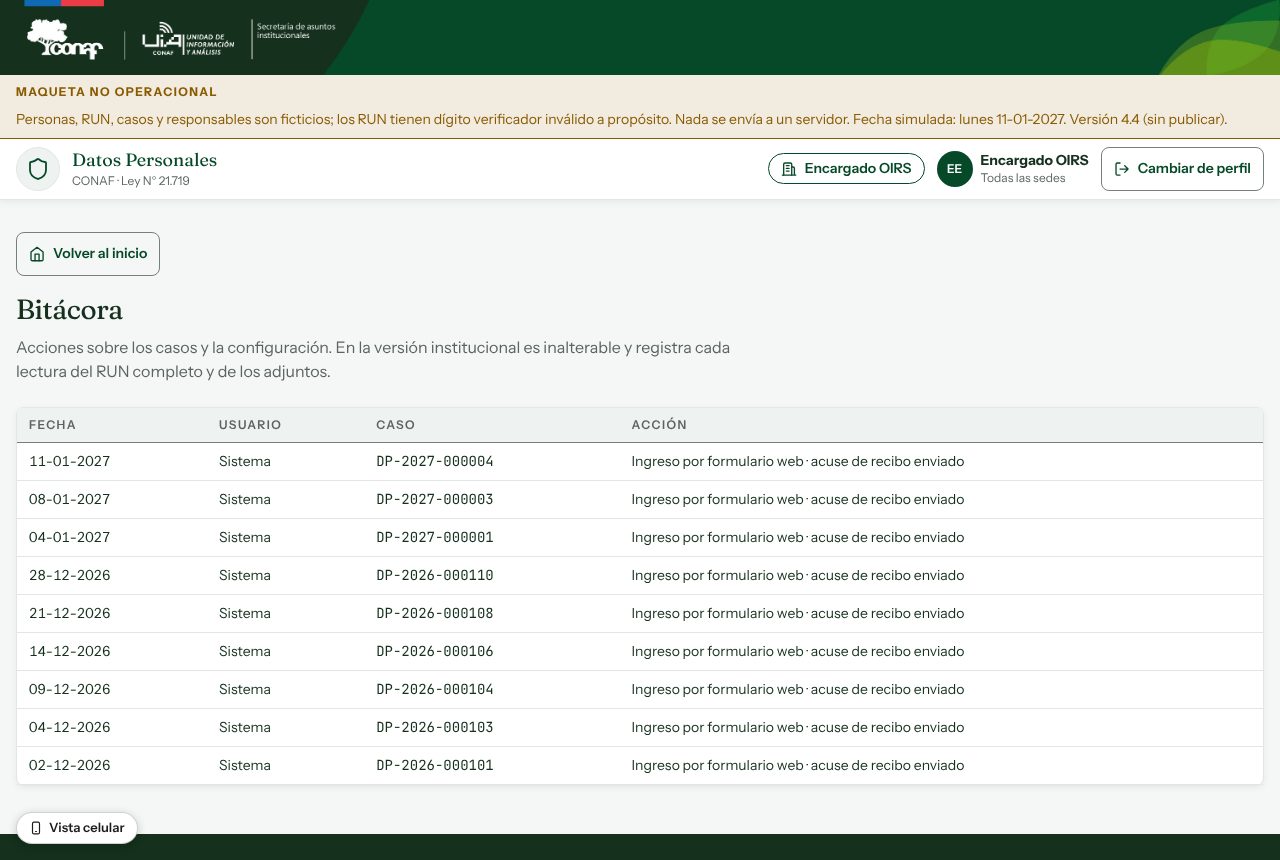 Conaf
UIA
CONAF
UNIDAD DE
INFORMACIÓN
Y ANÁLISIS
Secretaría de asuntos
institucionales
MAQUETA NO OPERACIONAL
Personas, RUN, casos y responsables son ficticios; los RUN tienen dígito verificador inválido a propósito. Nada se envía a un servidor. Fecha simulada: lunes 11-01-2027. Versión 4.4 (sin publicar).
Datos Personales
CONAF · Ley N° 21.719
Encargado OIRS
EE
Encargado OIRS
Todas las sedes
Cambiar de perfil
Volver al inicio
Bitácora
Acciones sobre los casos y la configuración. En la versión institucional es inalterable y registra cada
lectura del RUN completo y de los adjuntos.
FECHA USUARIO CASO ACCIÓN
11-01-2027 Sistema DP-2027-000004 Ingreso por formulario web · acuse de recibo enviado
08-01-2027 Sistema DP-2027-000003 Ingreso por formulario web · acuse de recibo enviado
04-01-2027 Sistema DP-2027-000001 Ingreso por formulario web · acuse de recibo enviado
28-12-2026 Sistema DP-2026-000110 Ingreso por formulario web · acuse de recibo enviado
21-12-2026 Sistema DP-2026-000108 Ingreso por formulario web · acuse de recibo enviado
14-12-2026 Sistema DP-2026-000106 Ingreso por formulario web · acuse de recibo enviado
09-12-2026 Sistema DP-2026-000104 Ingreso por formulario web · acuse de recibo enviado
04-12-2026 Sistema DP-2026-000103 Ingreso por formulario web · acuse de recibo enviado
02-12-2026 Sistema DP-2026-000101 Ingreso por formulario web · acuse de recibo enviado
Vista celular